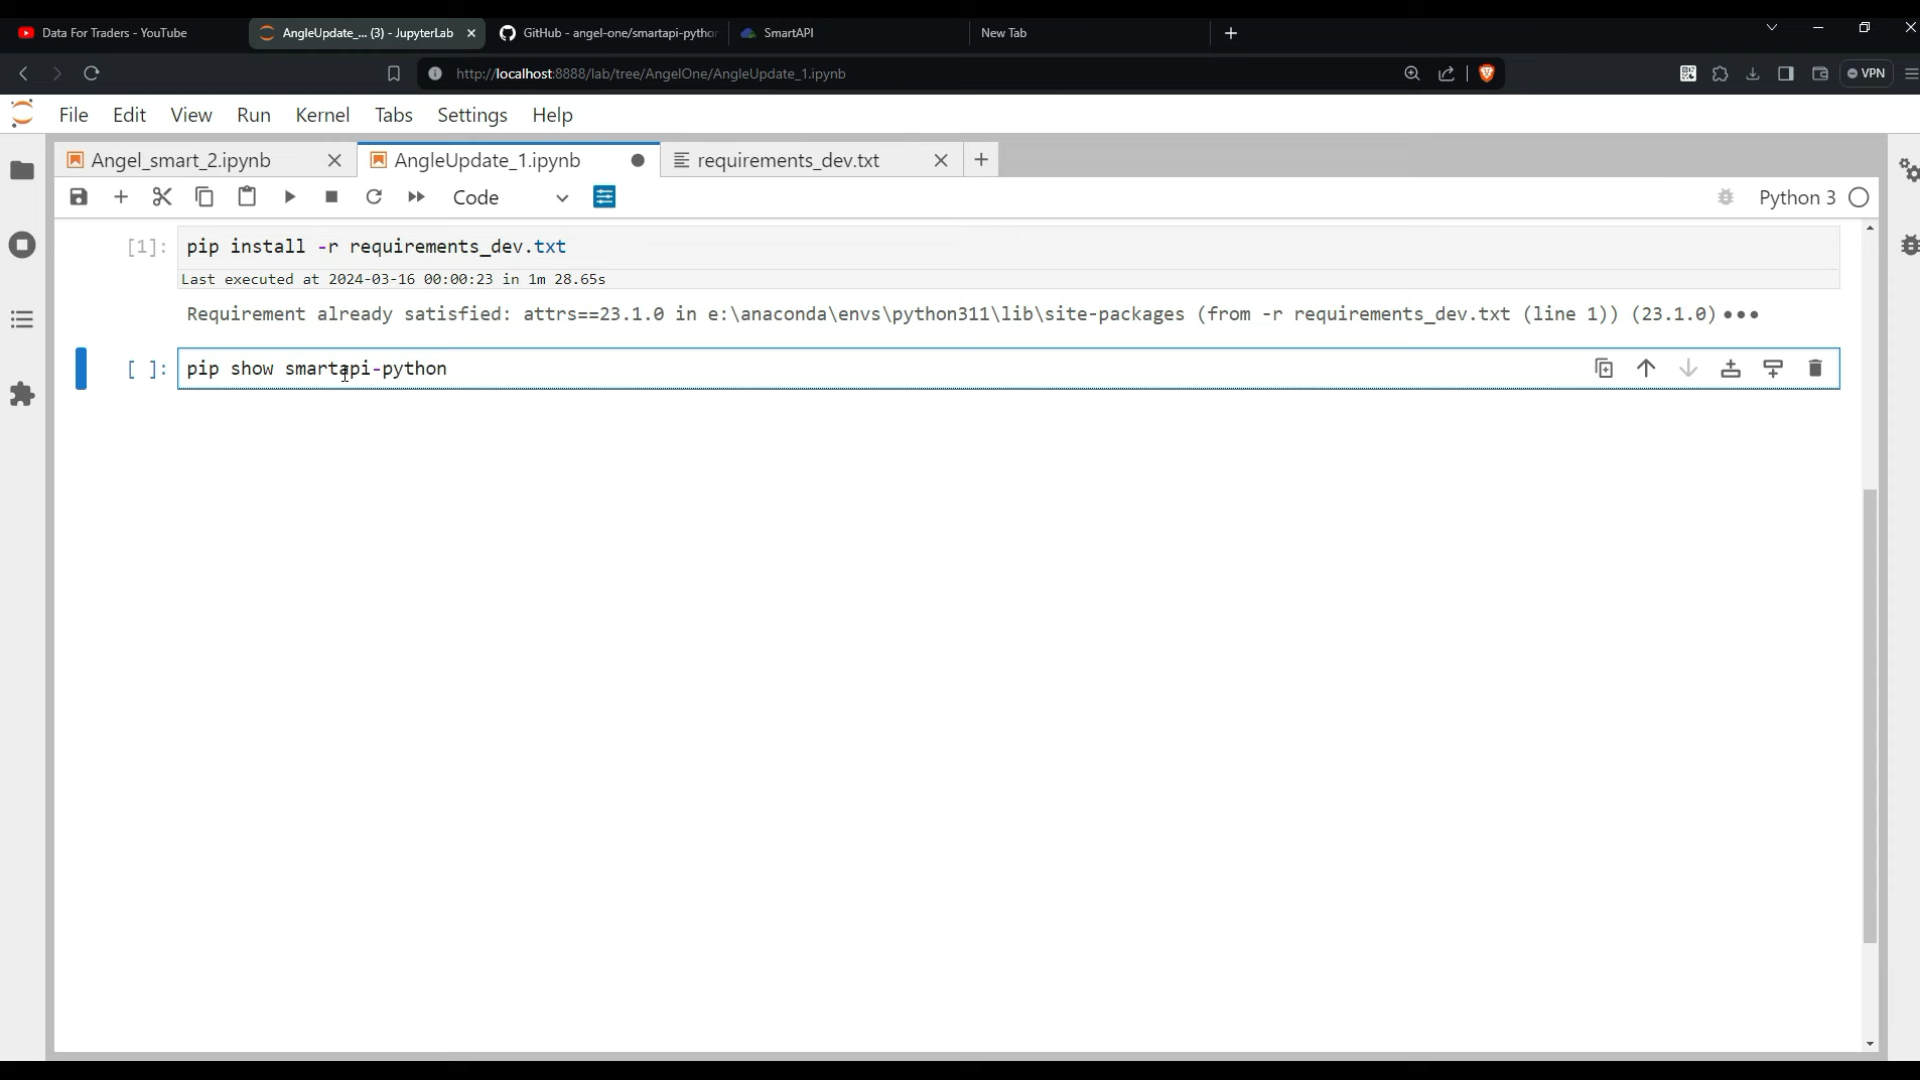 Data For Traders - YouTube
AngleUpdate_... (3) - JupyterLab
GitHub - angel-one/smartapi-python
SmartAPI
New Tab
http://localhost:8888/lab/tree/AngelOne/AngleUpdate_1.ipynb
VPN
File Edit View Run Kernel Tabs Settings Help
Angel_smart_2.ipynb
AngleUpdate_1.ipynb
requirements_dev.txt
Code
Python 3
[1]: pip install -r requirements_dev.txt
Last executed at 2024-03-16 00:00:23 in 1m 28.65s
Requirement already satisfied: attrs==23.1.0 in e:\anaconda\envs\python311\lib\site-packages (from -r requirements_dev.txt (line 1)) (23.1.0) •••
[ ]: pip show smartapi-python